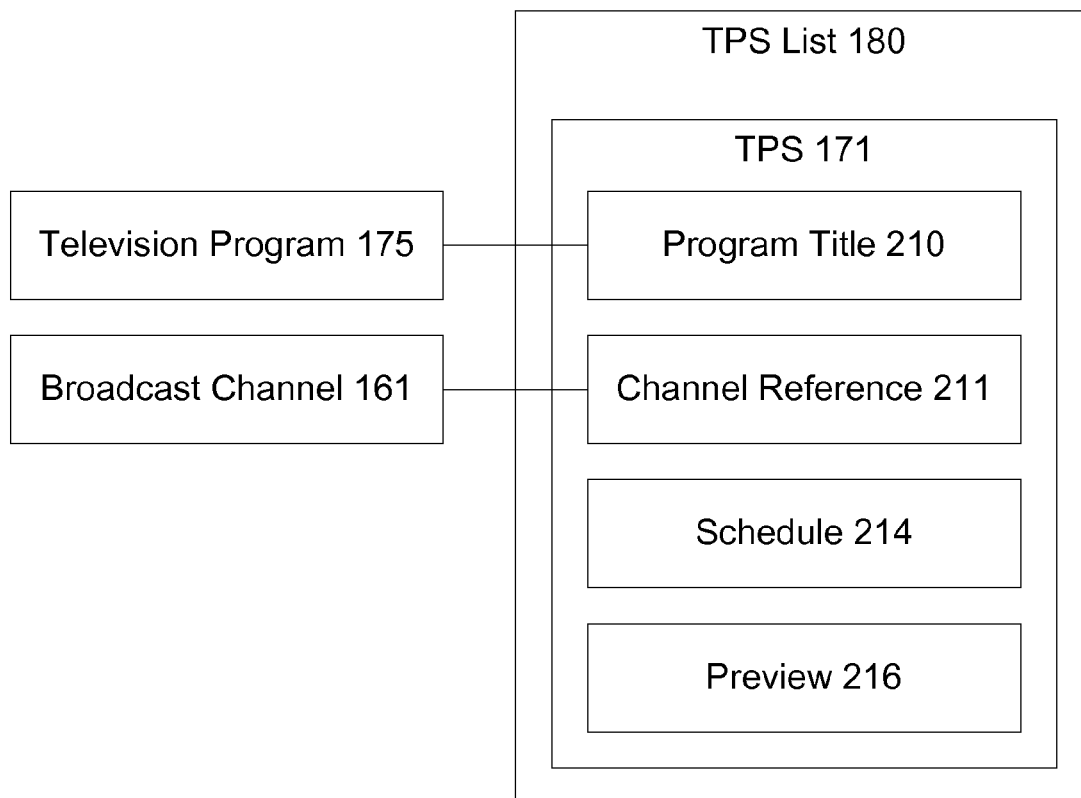 TPS List 180
TPS 171
Television Program 175
Program Title 210
Broadcast Channel 161
Channel Reference 211
Schedule 214
Preview 216